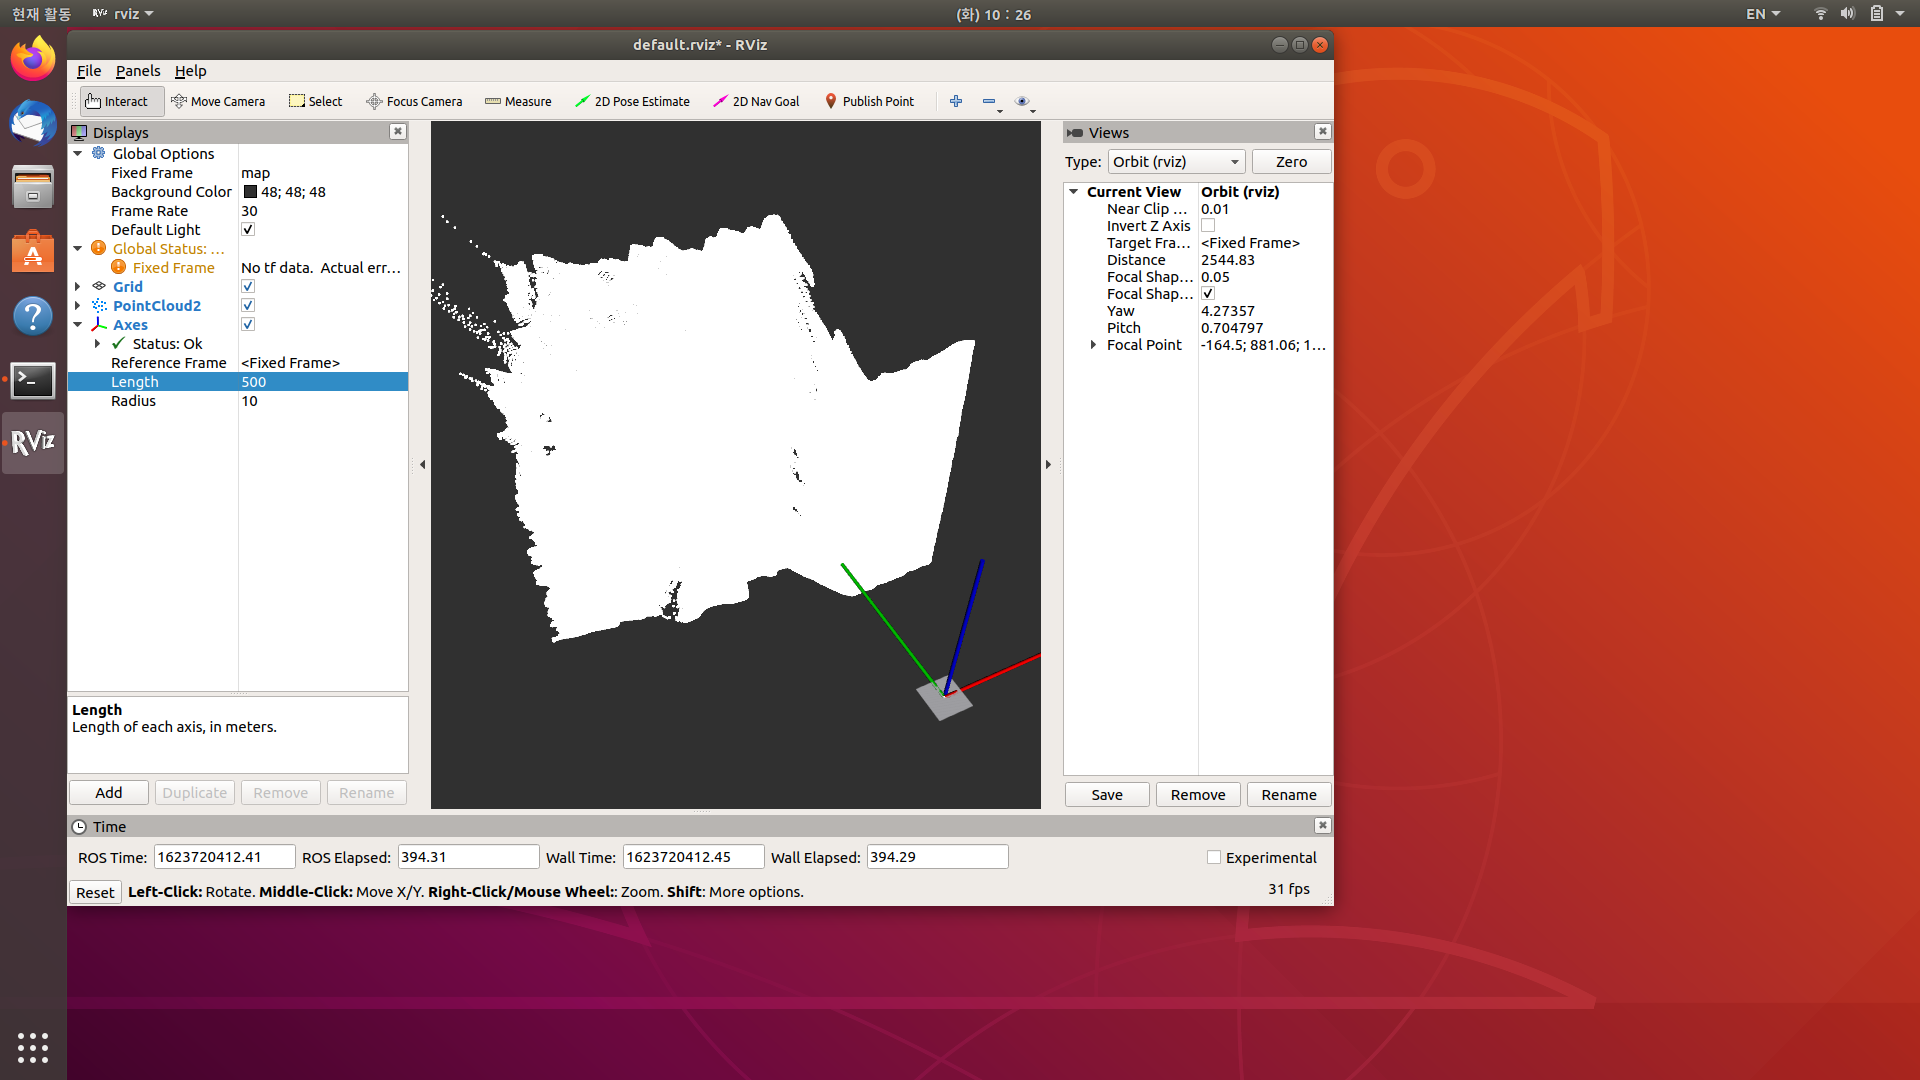 현재 활동
RViz
rviz
(화) 10 : 26
EN
default.rviz* - RViz
File
Panels
Help
Interact
Move Camera
Select
Focus Camera
Measure
2D Pose Estimate
2D Nav Goal
Publish Point
Displays
Global Options
Fixed Frame
map
Background Color
48; 48; 48
Frame Rate
30
Default Light
Global Status: ...
Fixed Frame
No tf data.  Actual err...
Grid
PointCloud2
Axes
Status: Ok
Reference Frame
<Fixed Frame>
Length
500
Radius
10
Length
Length of each axis, in meters.
Add
Duplicate
Remove
Rename
Views
Type:
Orbit (rviz)
Zero
Current View
Orbit (rviz)
Near Clip ...
0.01
Invert Z Axis
Target Fra...
<Fixed Frame>
Distance
2544.83
Focal Shap...
0.05
Focal Shap...
Yaw
4.27357
Pitch
0.704797
Focal Point
-164.5; 881.06; 1...
Save
Remove
Rename
Time
ROS Time:
1623720412.41
ROS Elapsed:
394.31
Wall Time:
1623720412.45
Wall Elapsed:
394.29
Experimental
Reset
Left-Click: Rotate. Middle-Click: Move X/Y. Right-Click/Mouse Wheel:: Zoom. Shift: More options.
31 fps
RViz